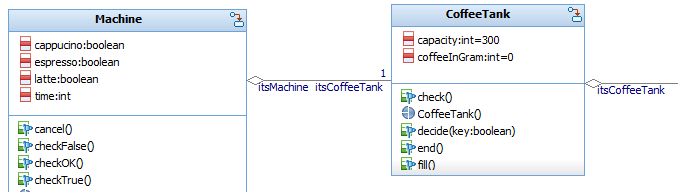 Machine
cappucino:boolean
espresso:boolean
latte:boolean
time:int
cancel()
checkFalse()
checkOK()
checkTrue()
1
itsMachine itsCoffeeTank
CoffeeTank
capacity:int=300
coffeeInGram:int=0
check()
CoffeeTank()
decide(key:boolean)
end()
fill()
itsCoffeeTank